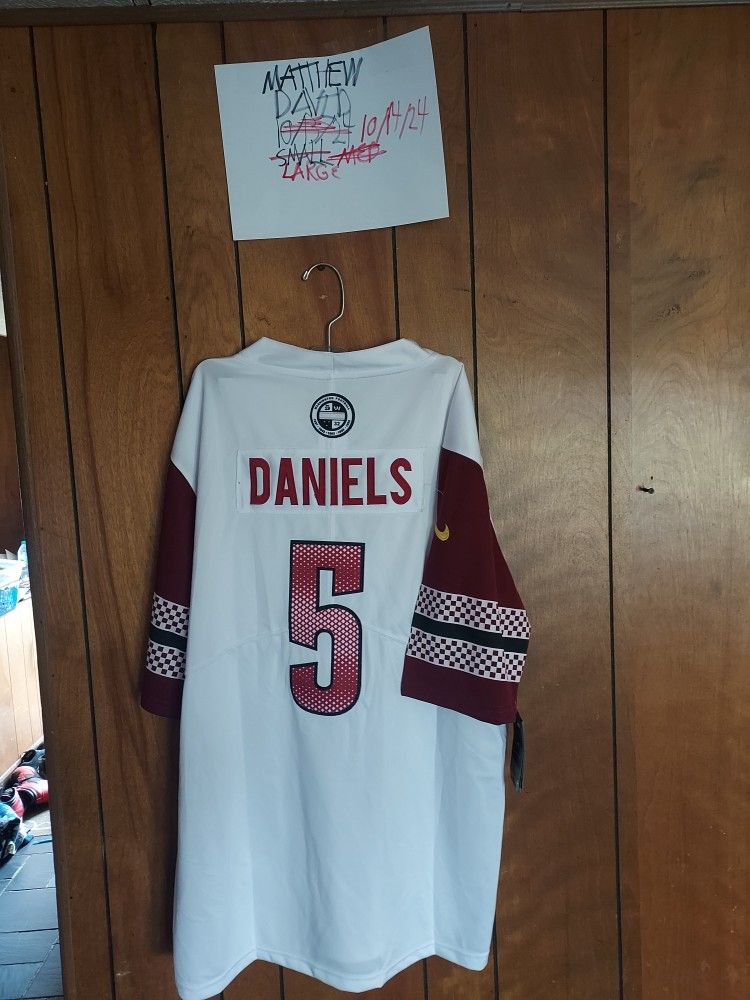 MATTHEW
DAVID
10/14/24
SMALL MED
LARGE
DANIELS
5